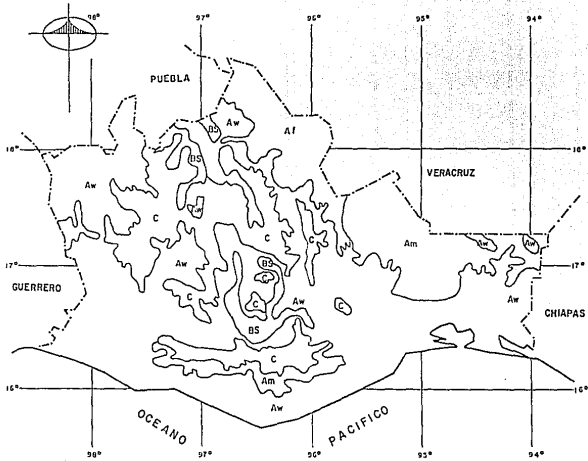 98°
97°
96°
95°
94°
PUEBLA
Aw
BS
Af
18°
18°
BS
VERACRUZ
Aw
C
C
C
Am
Aw
Aw
17°
17°
Aw
BS
C
GUERRERO
C
C
Aw
C
Aw
CHIAPAS
BS
C
Am
16°
16°
Aw
OCEANO PACIFICO
98°
97°
96°
95°
94°